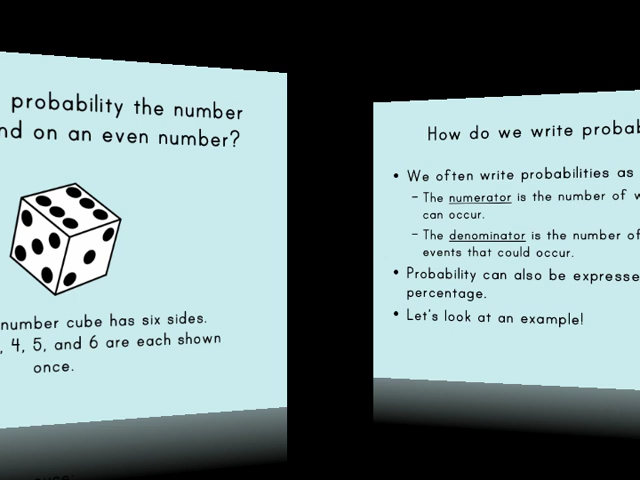 probability the number
on an even number?
number cube has six sides.
, 4, 5, and 6 are each shown
once.
How do we write
• We often write probabilities as
– The numerator is the number of
can occur.
– The denominator is the number of
events that could occur.
• Probability can also be
percentage.
• Let's look at an example!